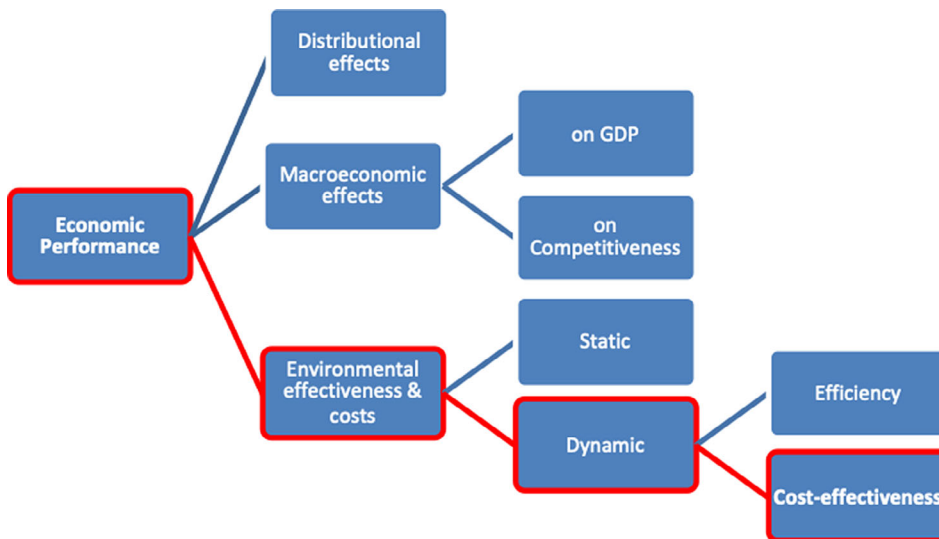 Distributional
effects
on GDP
Macroeconomic
effects
Economic
Performance
on
Competitiveness
Static
Environmental
effectiveness &
costs
Efficiency
Dynamic
Cost-effectiveness